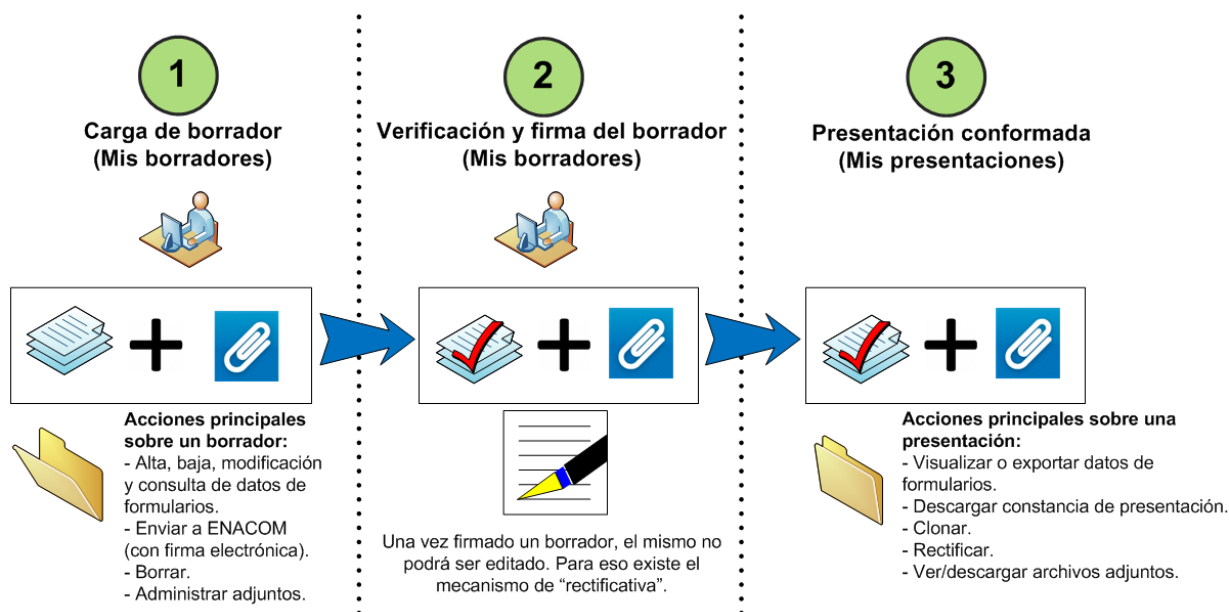 1
Carga de borrador
(Mis borradores)
Acciones principales
sobre un borrador:
- Alta, baja, modificación
y consulta de datos de
formularios.
- Enviar a ENACOM
(con firma electrónica).
- Borrar.
- Administrar adjuntos.
2
Verificación y firma del borrador
(Mis borradores)
Una vez firmado un borrador, el mismo no
podrá ser editado. Para eso existe el
mecanismo de “rectificativa”.
3
Presentación conformada
(Mis presentaciones)
Acciones principales sobre una
presentación:
- Visualizar o exportar datos de
formularios.
- Descargar constancia de presentación.
- Clonar.
- Rectificar.
- Ver/descargar archivos adjuntos.